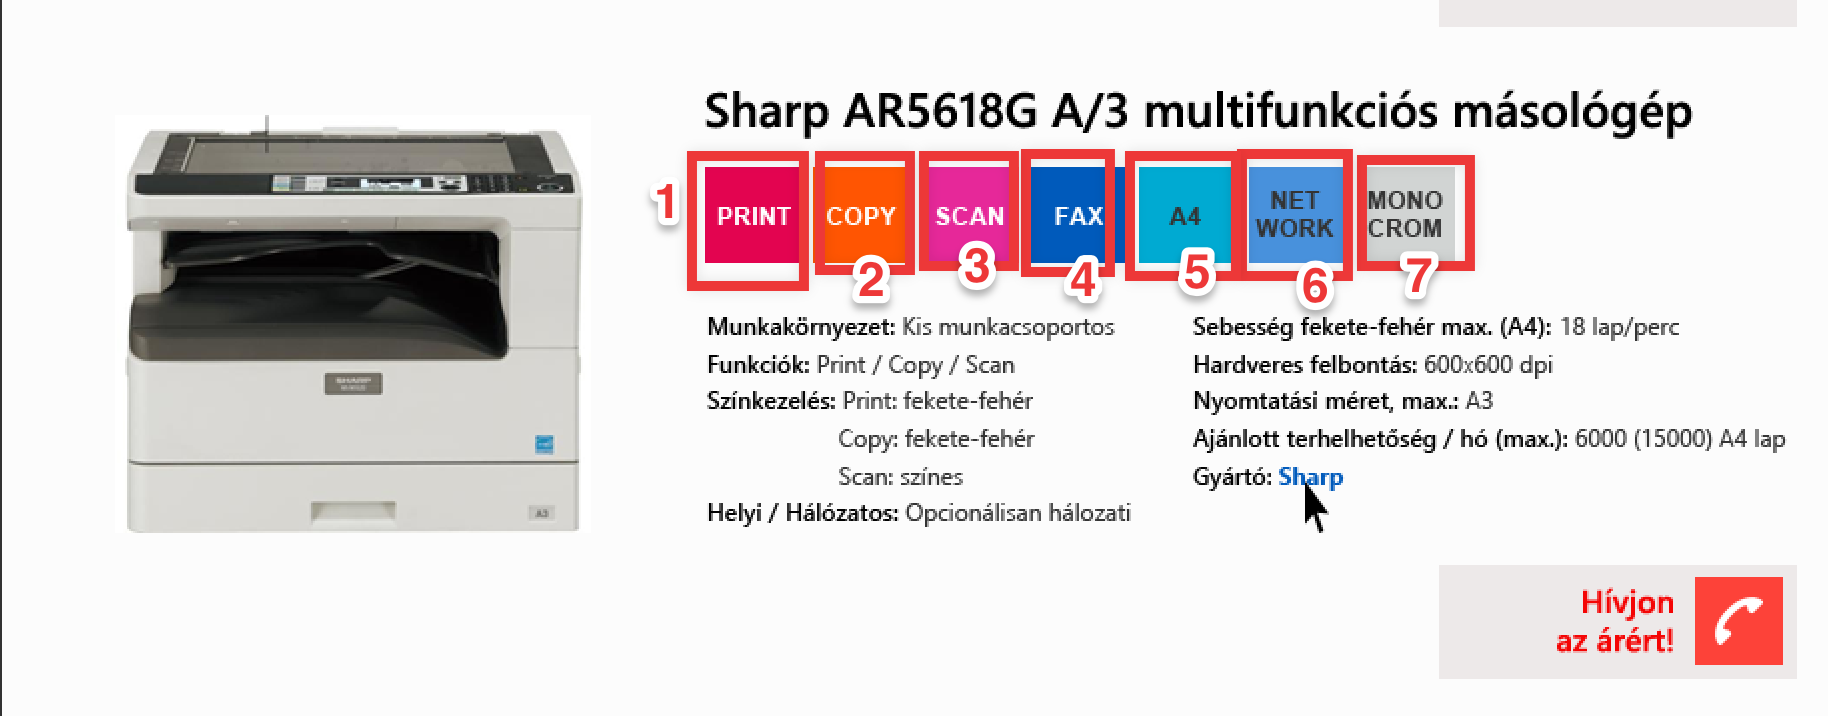 Sharp AR5618G A/3 multifunkciós másológép
1
PRINT
COPY
SCAN
FAX
A4
NET
WORK
MONO
CROM
2
3
4
5
6
7
Munkakörnyezet: Kis munkacsoportos
Funkciók: Print / Copy / Scan
Színkezelés: Print: fekete-fehér
Copy: fekete-fehér
Scan: színes
Helyi / Hálózatos: Opcionálisan hálozati
Sebesség fekete-fehér max. (A4): 18 lap/perc
Hardveres felbontás: 600x600 dpi
Nyomtatási méret, max.: A3
Ajánlott terhelhetőség / hó (max.): 6000 (15000) A4 lap
Gyártó: Sharp
SHARP
A3
Hívjon
az árért!